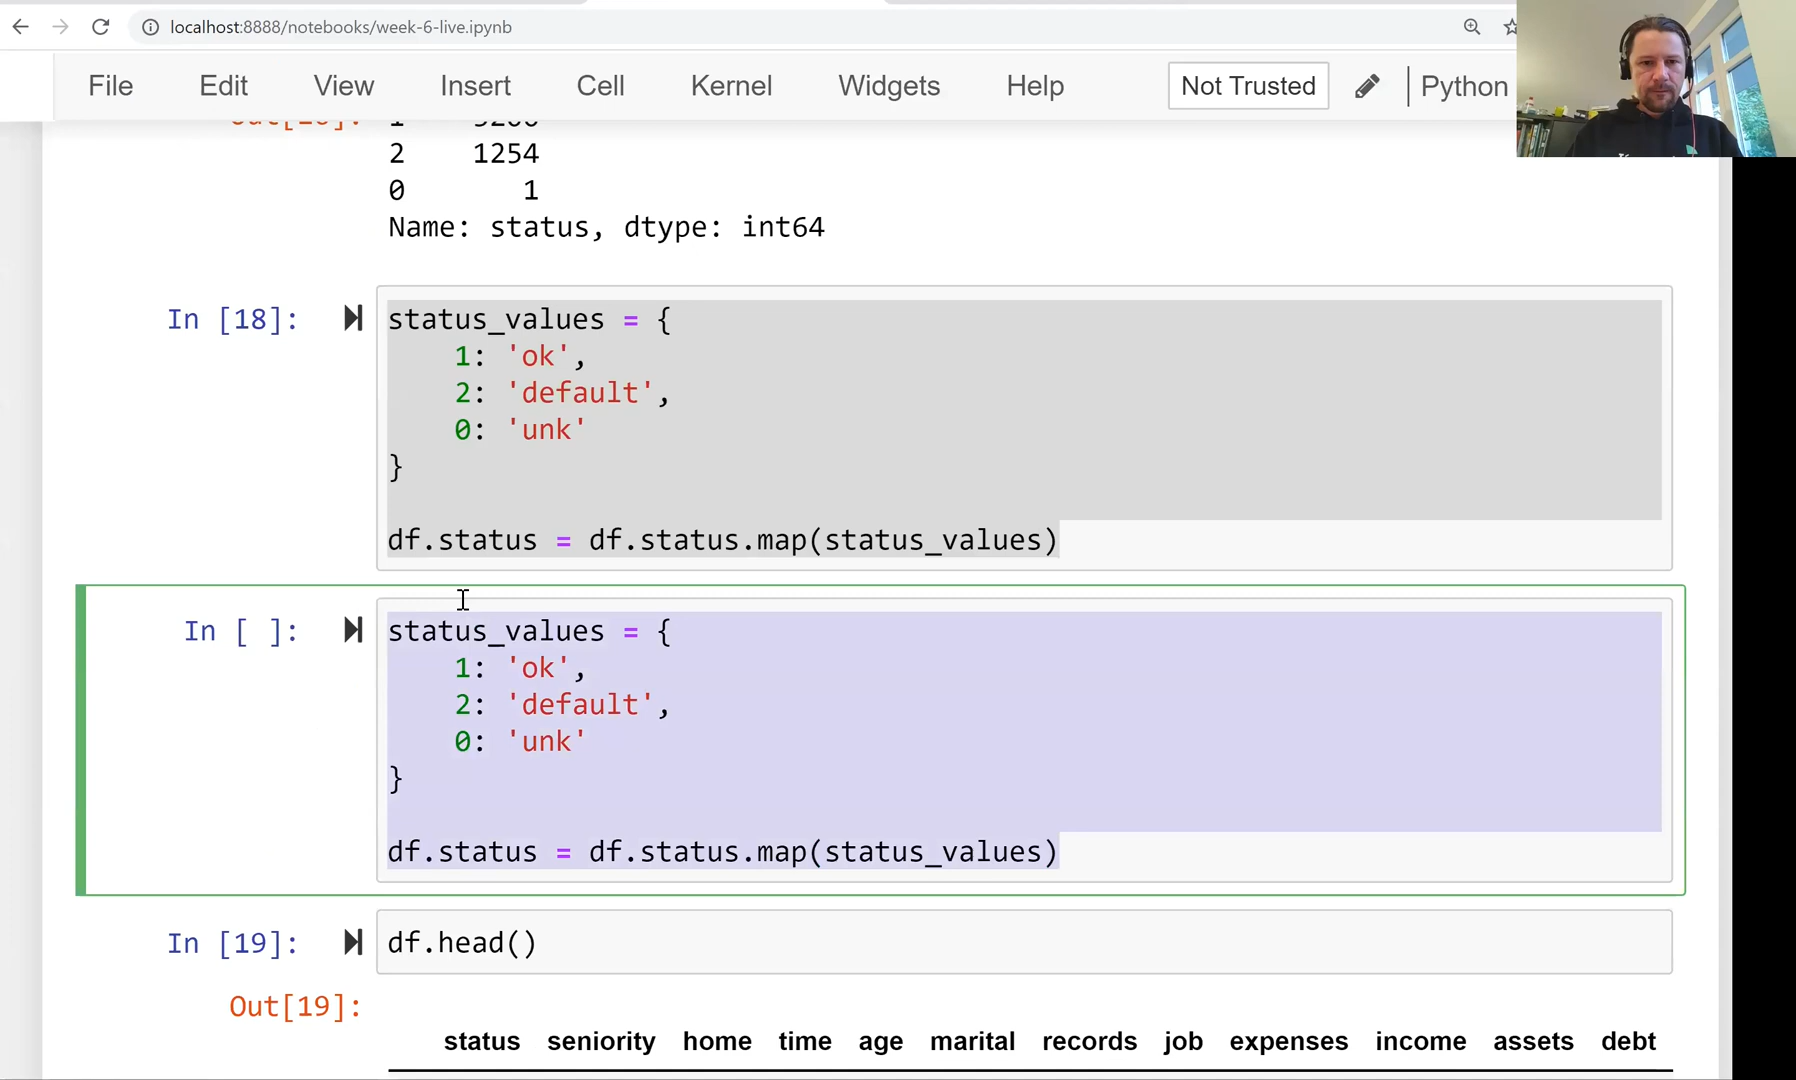 localhost:8888/notebooks/week-6-live.ipynb
File Edit View Insert Cell Kernel Widgets Help Not Trusted Python
2 1254
0 1
Name: status, dtype: int64
In [18]:
status_values = {
1: 'ok',
2: 'default',
0: 'unk'
}
df.status = df.status.map(status_values)
In [ ]:
status_values = {
1: 'ok',
2: 'default',
0: 'unk'
}
df.status = df.status.map(status_values)
In [19]:
df.head()
Out[19]:
status seniority home time age marital records job expenses income assets debt